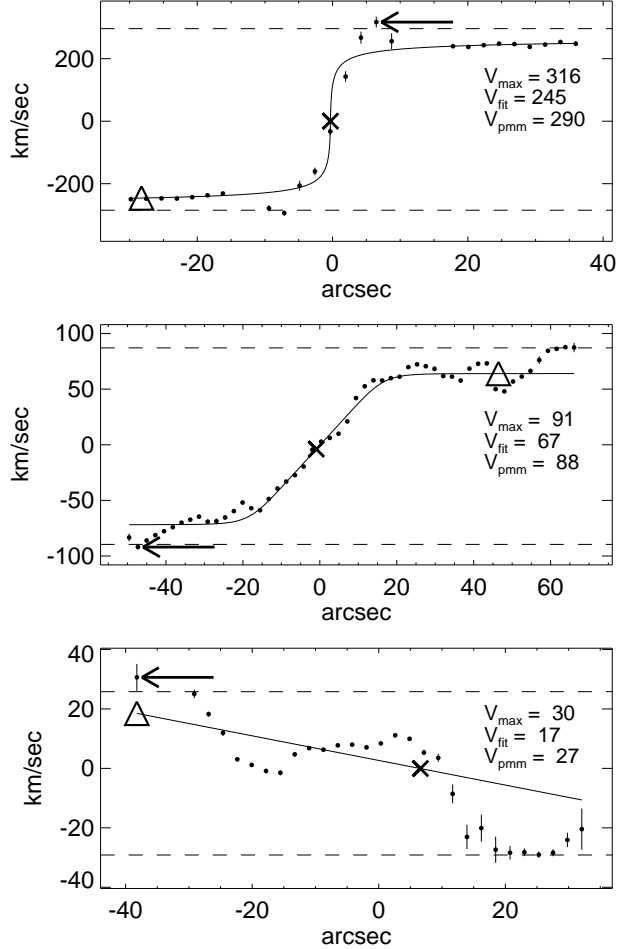 200
0
-200
km/sec
V_max = 316
V_fit = 245
V_pmm = 290
-20 0 20 40
arcsec
100
50
0
-50
-100
km/sec
V_max = 91
V_fit = 67
V_pmm = 88
-40 -20 0 20 40 60
arcsec
40
20
0
-20
-40
km/sec
V_max = 30
V_fit = 17
V_pmm = 27
-40 -20 0 20
arcsec